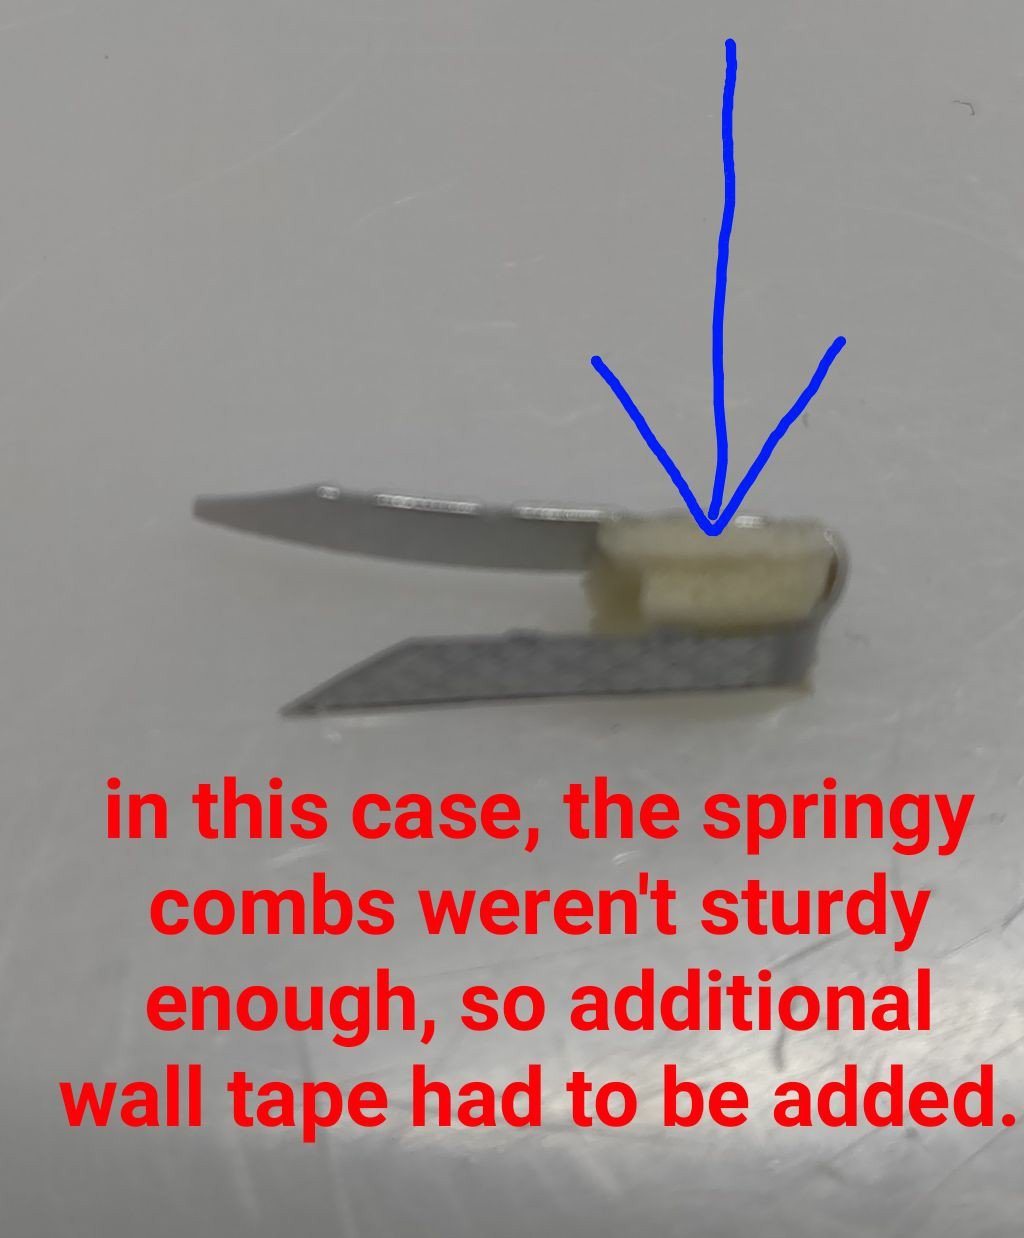 in this case, the springy
combs weren't sturdy
enough, so additional
wall tape had to be added.